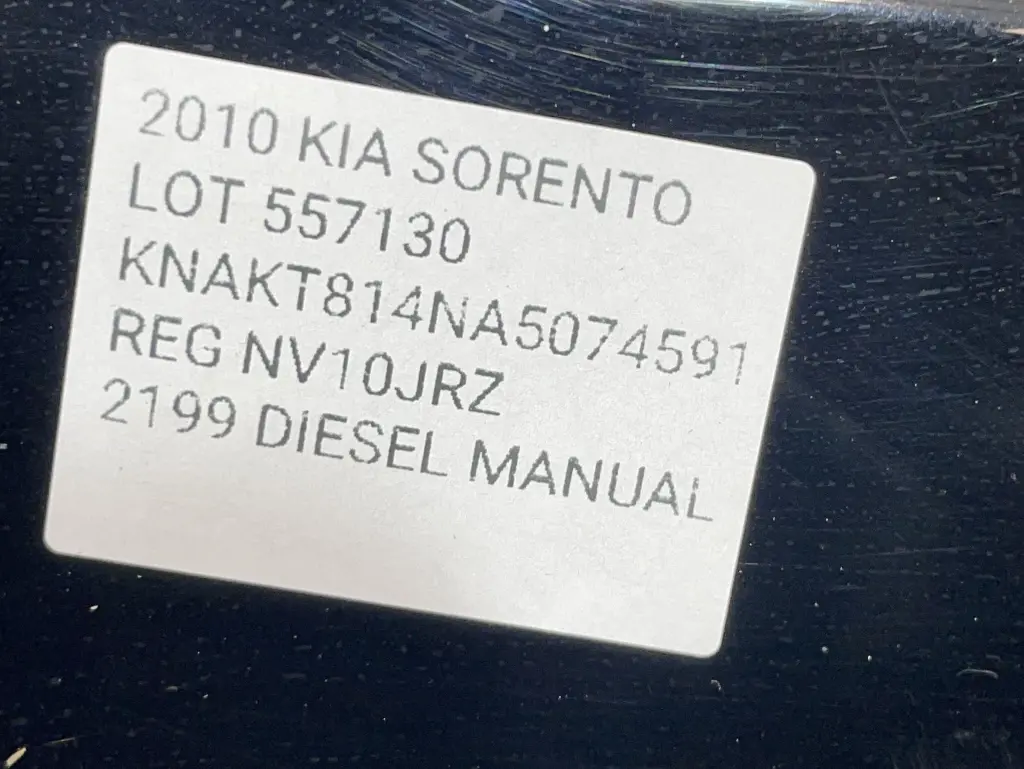 2010 KIA SORENTO
LOT 557130
KNAKT814NA5074591
REG NV10JRZ
2199 DIESEL MANUAL